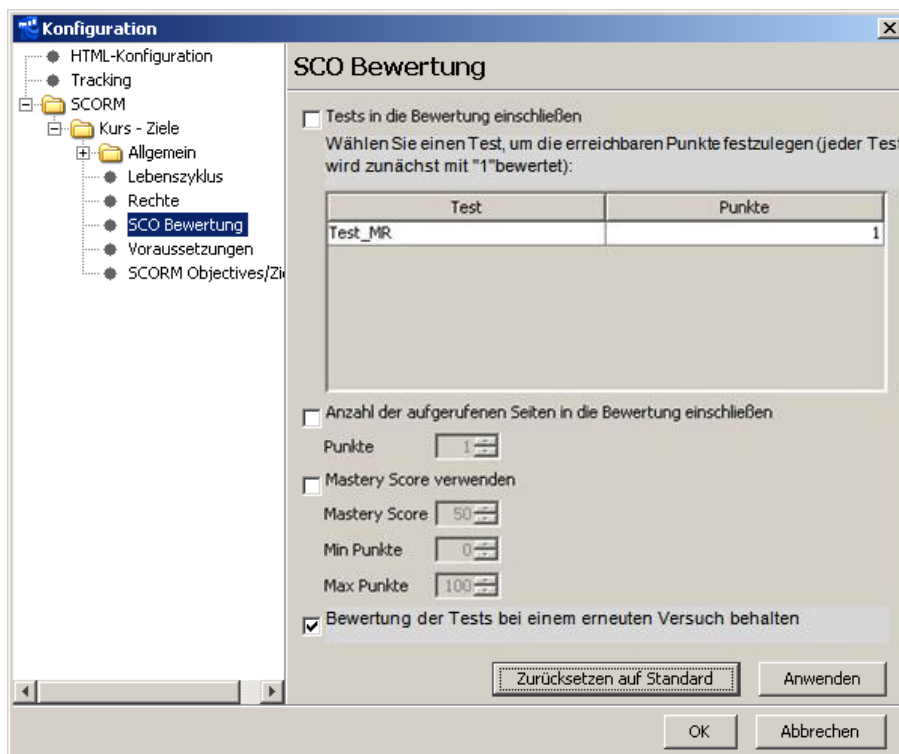 Konfiguration
HTML-Konfiguration
Tracking
SCORM
Kurs - Ziele
Allgemein
Lebenszyklus
Rechte
SCO Bewertung
Voraussetzungen
SCORM Objectives/Zi
SCO Bewertung
Tests in die Bewertung einschließen
Wählen Sie einen Test, um die erreichbaren Punkte festzulegen (jeder Test
wird zunächst mit "1"bewertet):
Test Punkte
Test_MR 1
Anzahl der aufgerufenen Seiten in die Bewertung einschließen
Punkte 1
Mastery Score verwenden
Mastery Score 50
Min Punkte 0
Max Punkte 100
Bewertung der Tests bei einem erneuten Versuch behalten
Zurücksetzen auf Standard Anwenden
OK Abbrechen